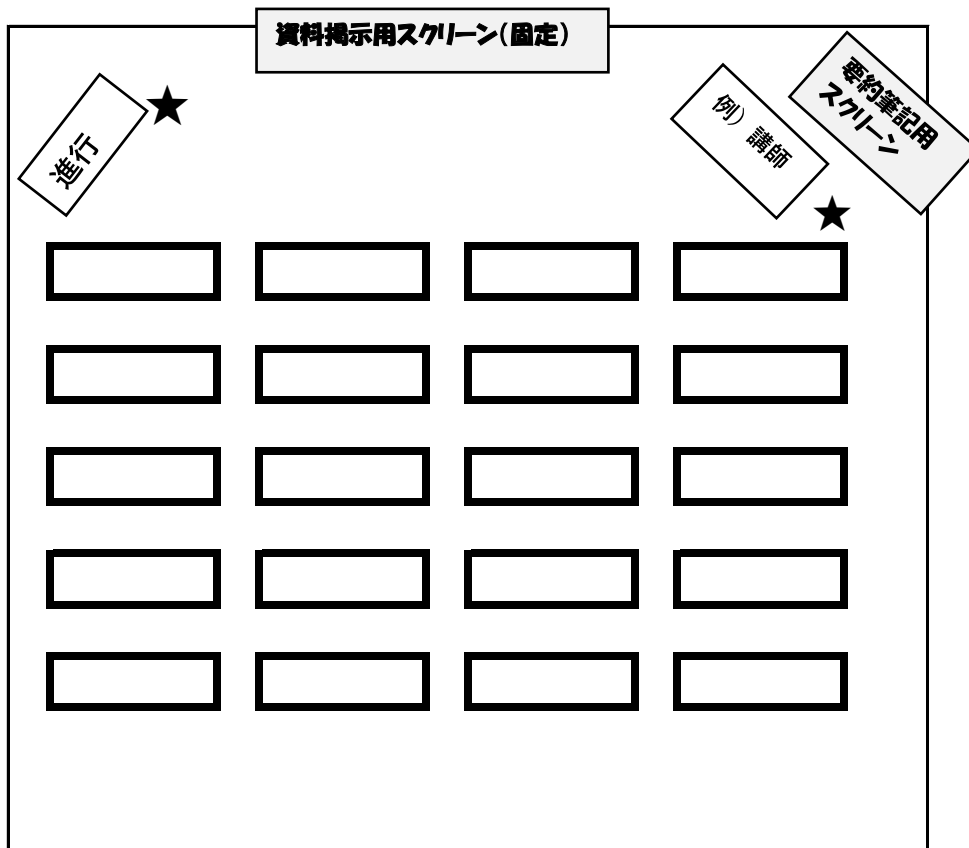 資料掲示用スクリーン（固定）
進行
例）講師
要約筆記用
スクリーン